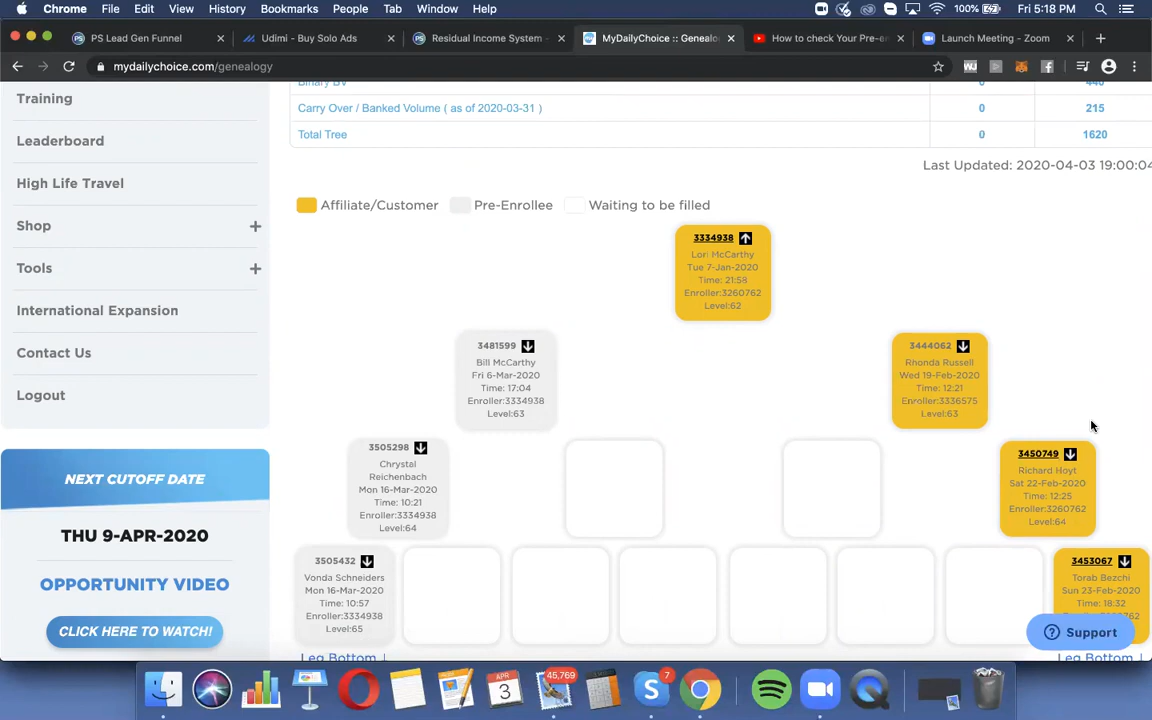 Chrome File Edit View History Bookmarks People Tab Window Help 100% Fri 5:18 PM
PS Lead Gen Funnel
Udimi - Buy Solo Ads
Residual Income System -
MyDailyChoice :: Genealo
How to check Your Pre-en
Launch Meeting - Zoom
mydailychoice.com/genealogy
Training
Leaderboard
High Life Travel
Shop
Tools
International Expansion
Contact Us
Logout
NEXT CUTOFF DATE
THU 9-APR-2020
OPPORTUNITY VIDEO
CLICK HERE TO WATCH!
Binary BV 0 440
Carry Over / Banked Volume ( as of 2020-03-31 ) 0 215
Total Tree 0 1620
Last Updated: 2020-04-03 19:00:04
Affiliate/Customer Pre-Enrollee Waiting to be filled
3334938
Lori McCarthy
Tue 7-Jan-2020
Time: 21:58
Enroller:3260762
Level:62
3481599
Bill McCarthy
Fri 6-Mar-2020
Time: 17:04
Enroller:3334938
Level:63
3444062
Rhonda Russell
Wed 19-Feb-2020
Time: 12:21
Enroller:3336575
Level:63
3505298
Chrystal
Reichenbach
Mon 16-Mar-2020
Time: 10:21
Enroller:3334938
Level:64
3450749
Richard Hoyt
Sat 22-Feb-2020
Time: 12:25
Enroller:3260762
Level:64
3505432
Vonda Schneiders
Mon 16-Mar-2020
Time: 10:57
Enroller:3334938
Level:65
3453067
Torab Bezchi
Sun 23-Feb-2020
Time: 18:32
Leg Bottom ↓
Leg Bottom ↓
Support
APR
3
45,769
7